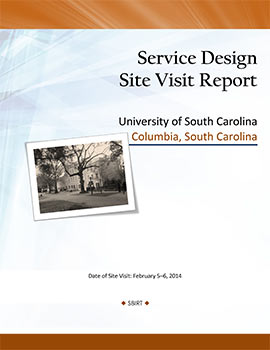 Service Design
Site Visit Report
University of South Carolina
Columbia, South Carolina
Date of Site Visit: February 5–6, 2014
◆ SBIRT ◆